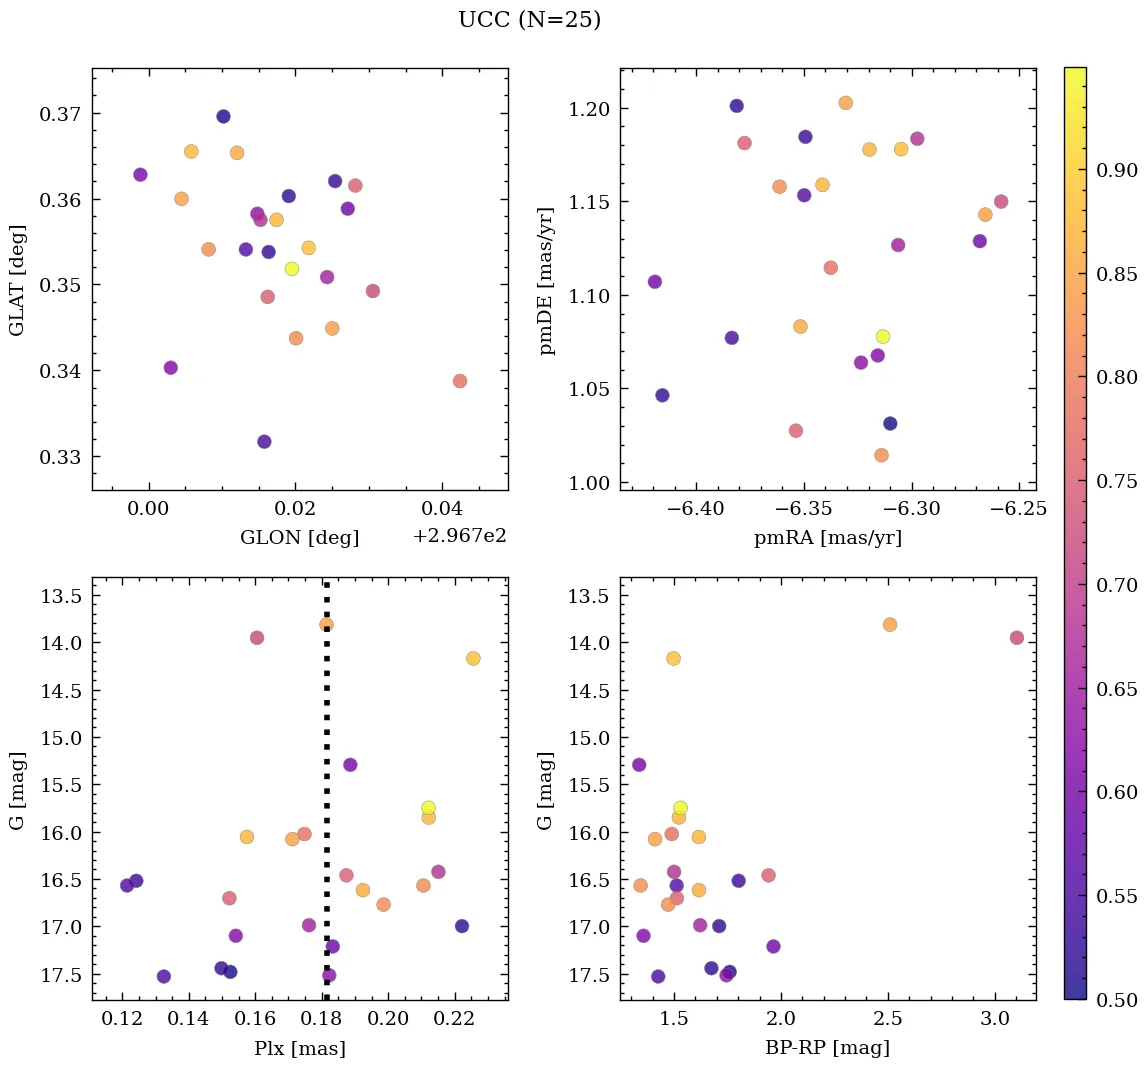 UCC (N=25)
0.37
0.36
0.35
0.34
0.33
GLAT [deg]
0.00 0.02 0.04
GLON [deg]
+2.967e2
1.20
1.15
1.10
1.05
1.00
pmDE [mas/yr]
−6.40 −6.35 −6.30 −6.25
pmRA [mas/yr]
0.90
0.85
0.80
0.75
0.70
0.65
0.60
0.55
0.50
13.5
14.0
14.5
15.0
15.5
16.0
16.5
17.0
17.5
G [mag]
0.12 0.14 0.16 0.18 0.20 0.22
Plx [mas]
13.5
14.0
14.5
15.0
15.5
16.0
16.5
17.0
17.5
G [mag]
1.5 2.0 2.5 3.0
BP-RP [mag]